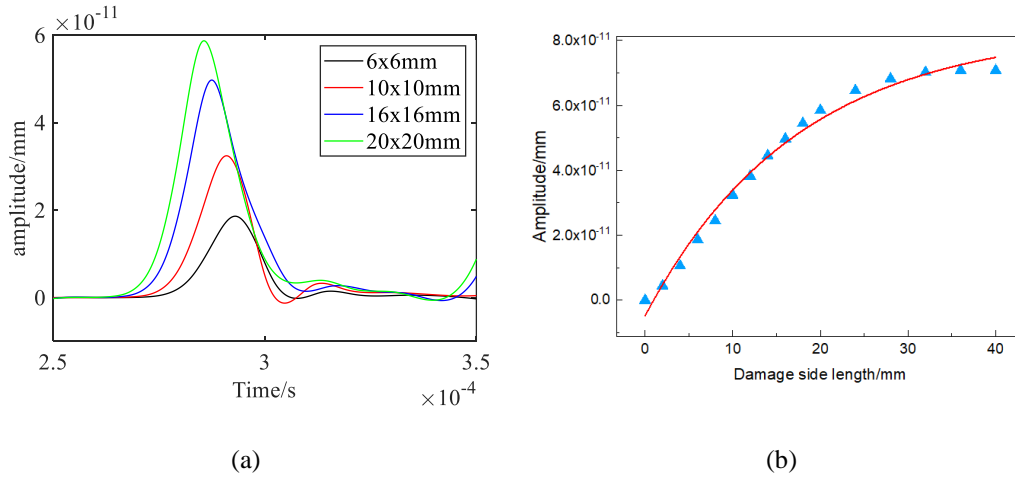 ×10⁻¹¹
6
4
2
0
amplitude/mm
2.5
3
3.5
Time/s
×10⁻⁴
6x6mm
10x10mm
16x16mm
20x20mm
(a)
8.0x10⁻¹¹
6.0x10⁻¹¹
4.0x10⁻¹¹
2.0x10⁻¹¹
0.0
Amplitude/mm
0
10
20
30
40
Damage side length/mm
(b)